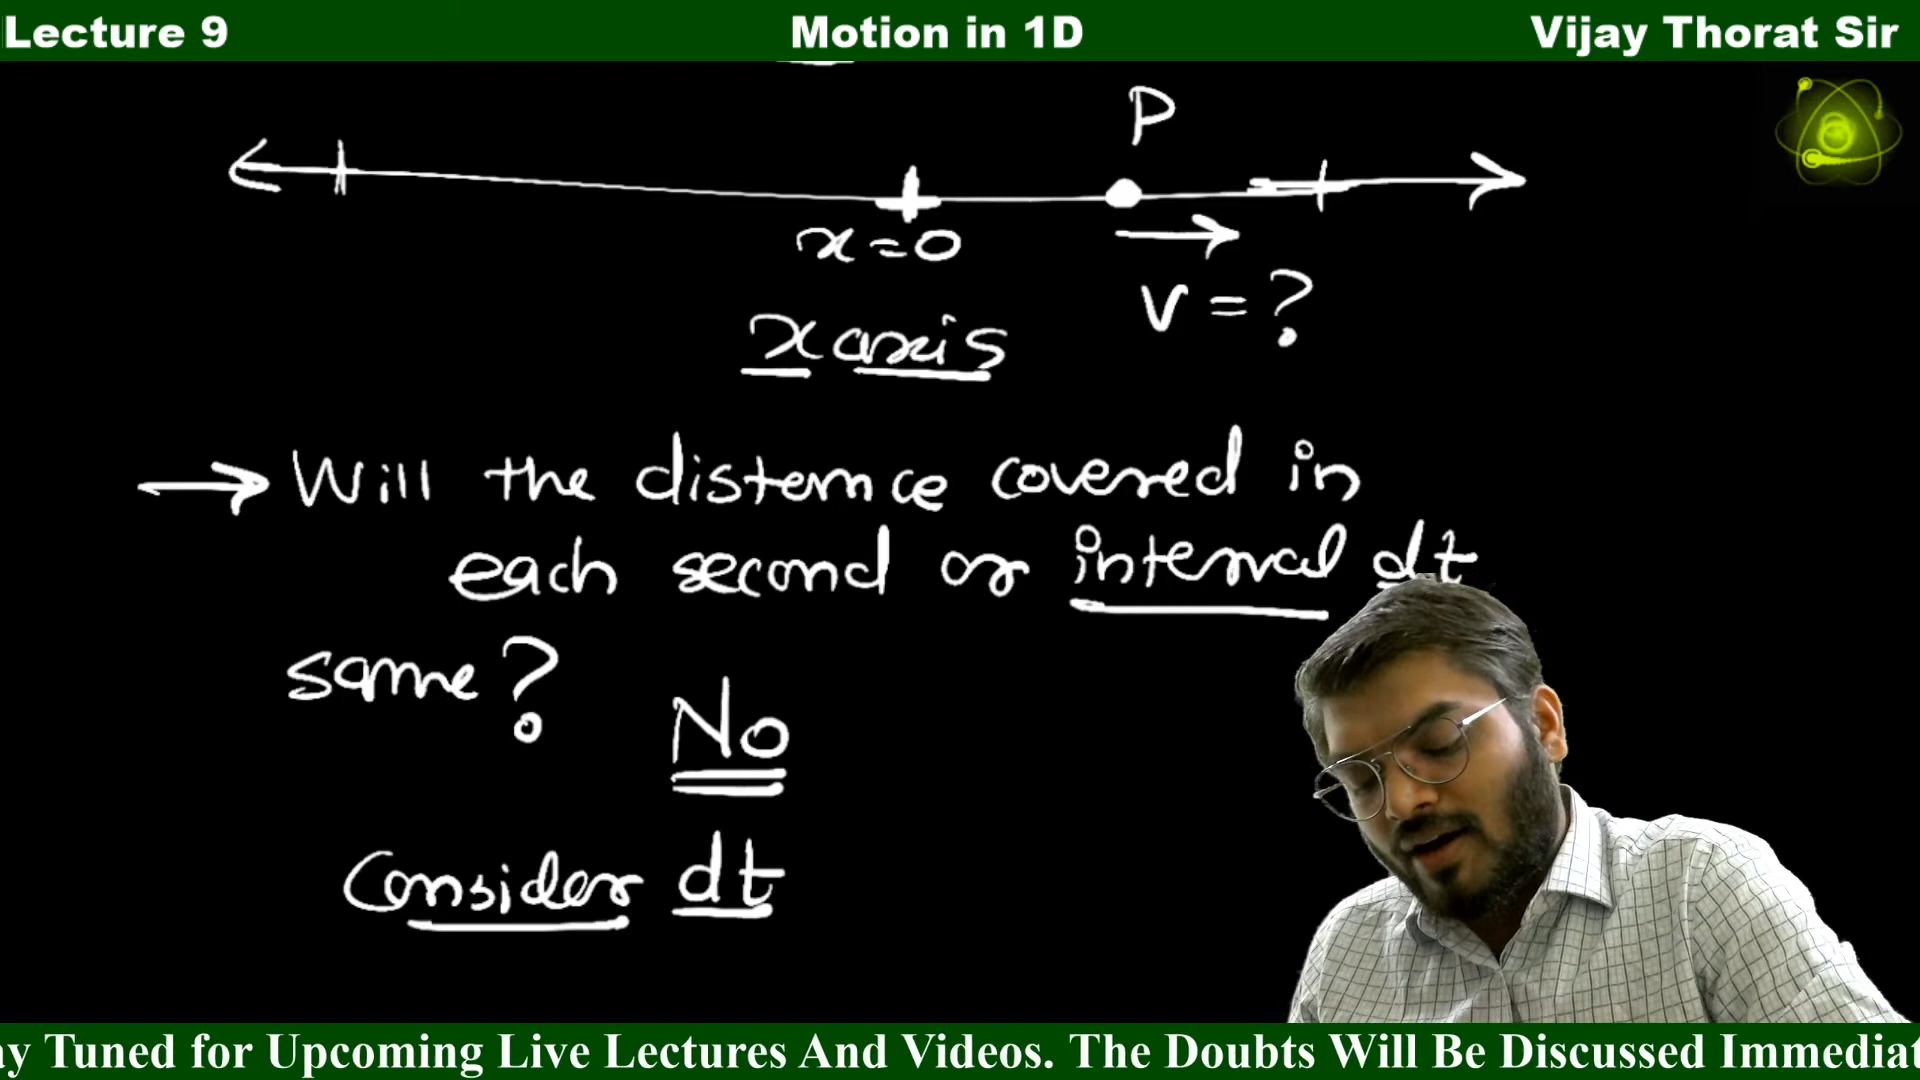 Lecture 9 Motion in 1D Vijay Thorat Sir
P
x=0
v = ?
x axis
→ Will the distance covered in
each second or interval dt
same?
No
Consider dt
Tuned for Upcoming Live Lectures And Videos. The Doubts Will Be Discussed